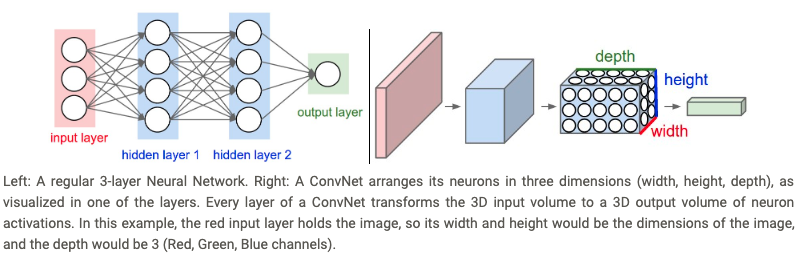 input layer
hidden layer 1
hidden layer 2
output layer
depth
height
width
Left: A regular 3-layer Neural Network. Right: A ConvNet arranges its neurons in three dimensions (width, height, depth), as
visualized in one of the layers. Every layer of a ConvNet transforms the 3D input volume to a 3D output volume of neuron
activations. In this example, the red input layer holds the image, so its width and height would be the dimensions of the image,
and the depth would be 3 (Red, Green, Blue channels).